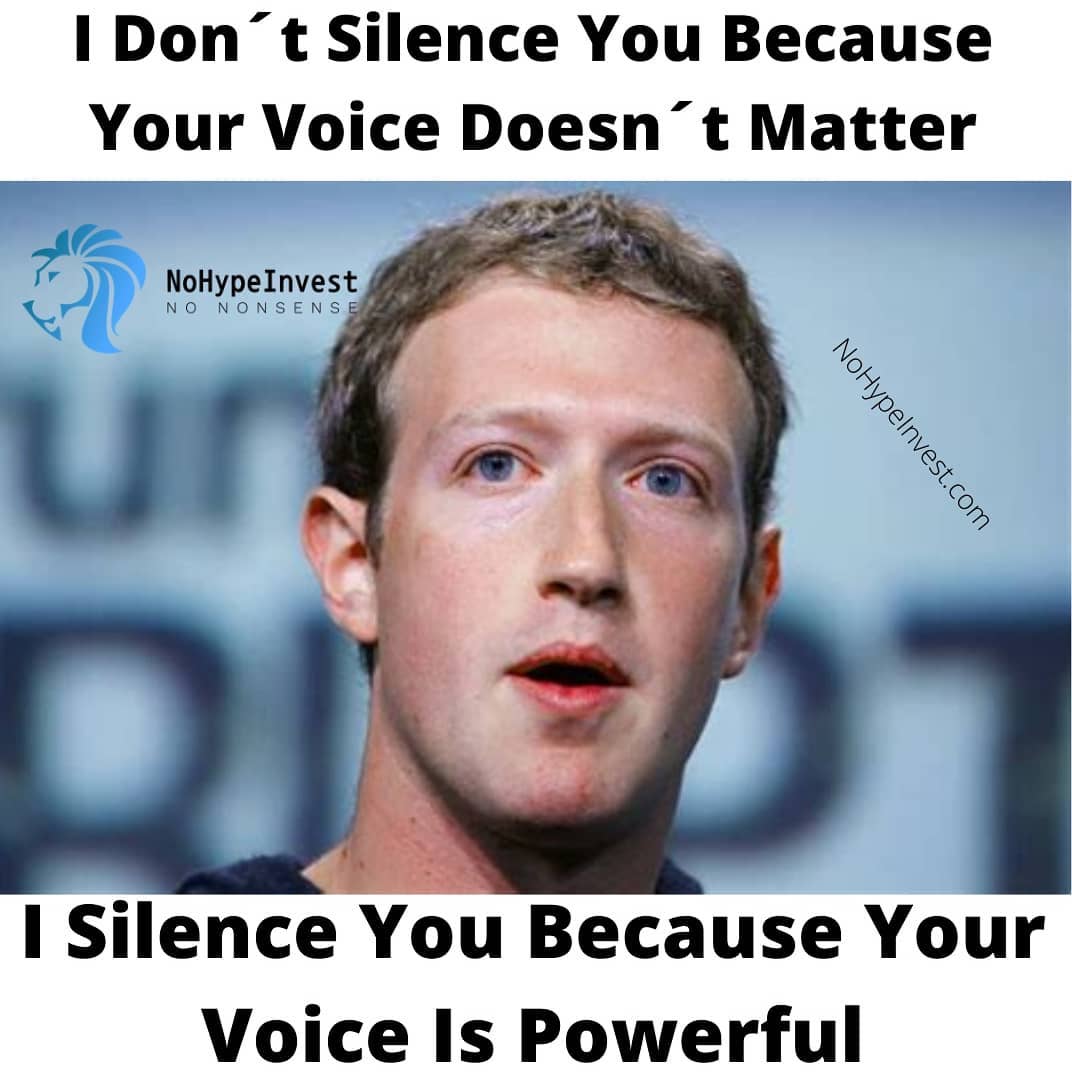 I Don´t Silence You Because
Your Voice Doesn´t Matter
NoHypeInvest
NO NONSENSE
NoHypeInvest.com
I Silence You Because Your
Voice Is Powerful